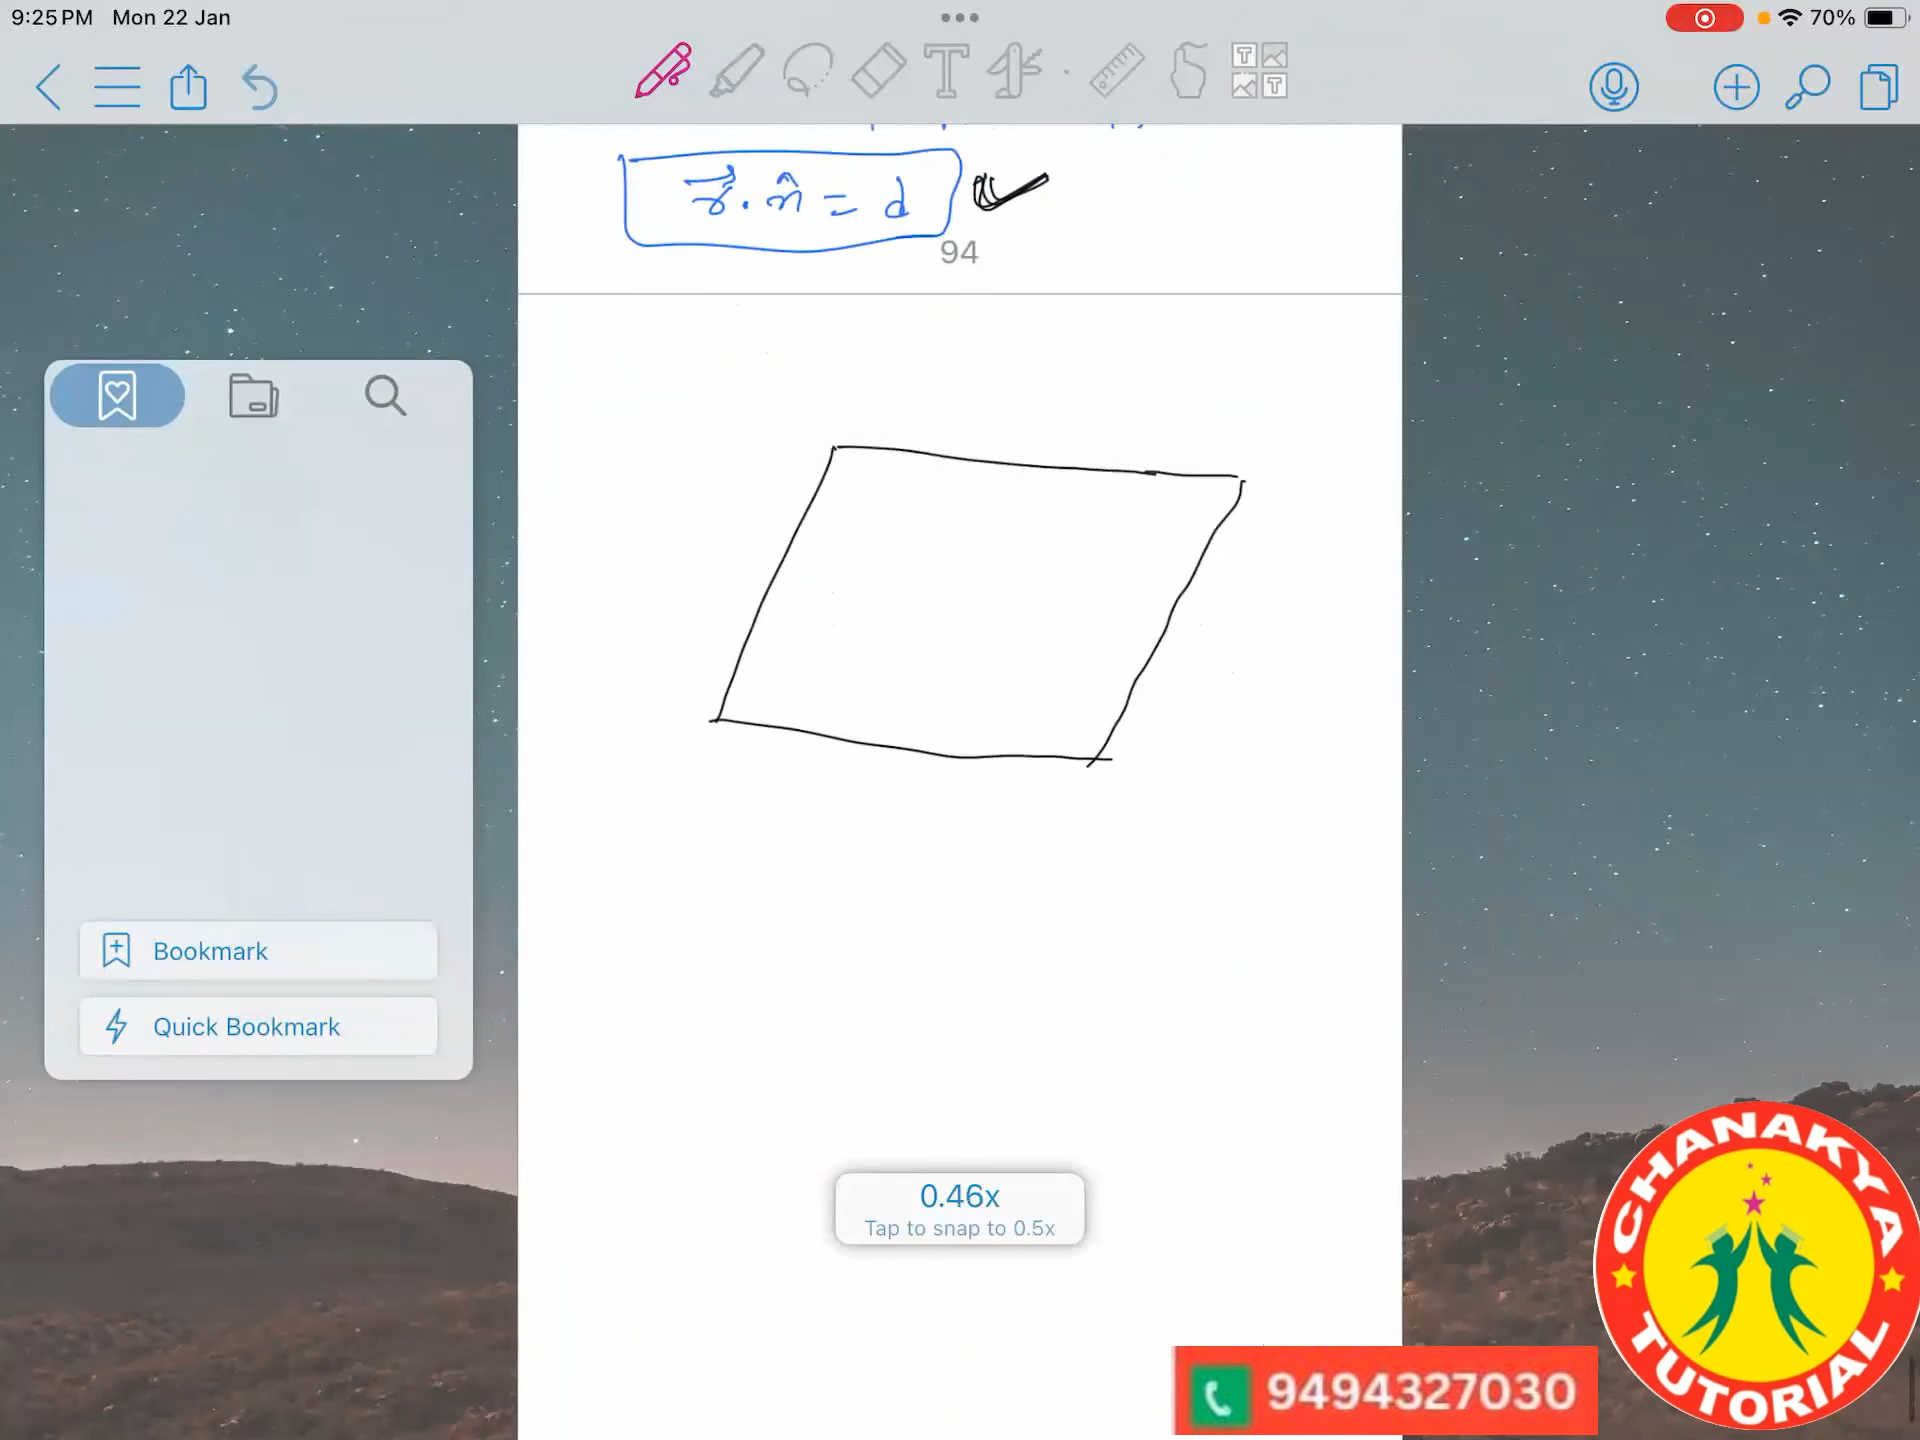 9:25 PM Mon 22 Jan
70%
T
T
T
r⃗ . n̂ = d
94
Bookmark
Quick Bookmark
0.46x
Tap to snap to 0.5x
CHANAKYA
TUTORIAL
9494327030